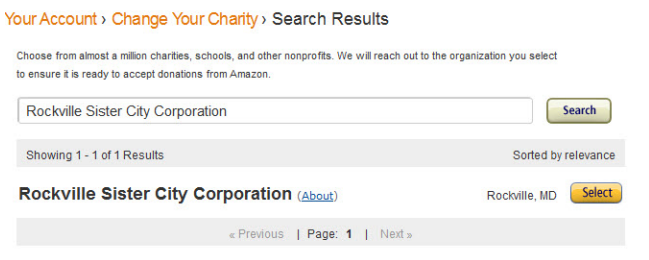 Your Account › Change Your Charity › Search Results
Choose from almost a million charities, schools, and other nonprofits. We will reach out to the organization you select
to ensure it is ready to accept donations from Amazon.
Rockville Sister City Corporation Search
Showing 1 - 1 of 1 Results Sorted by relevance
Rockville Sister City Corporation (About) Rockville, MD Select
« Previous | Page: 1 | Next »